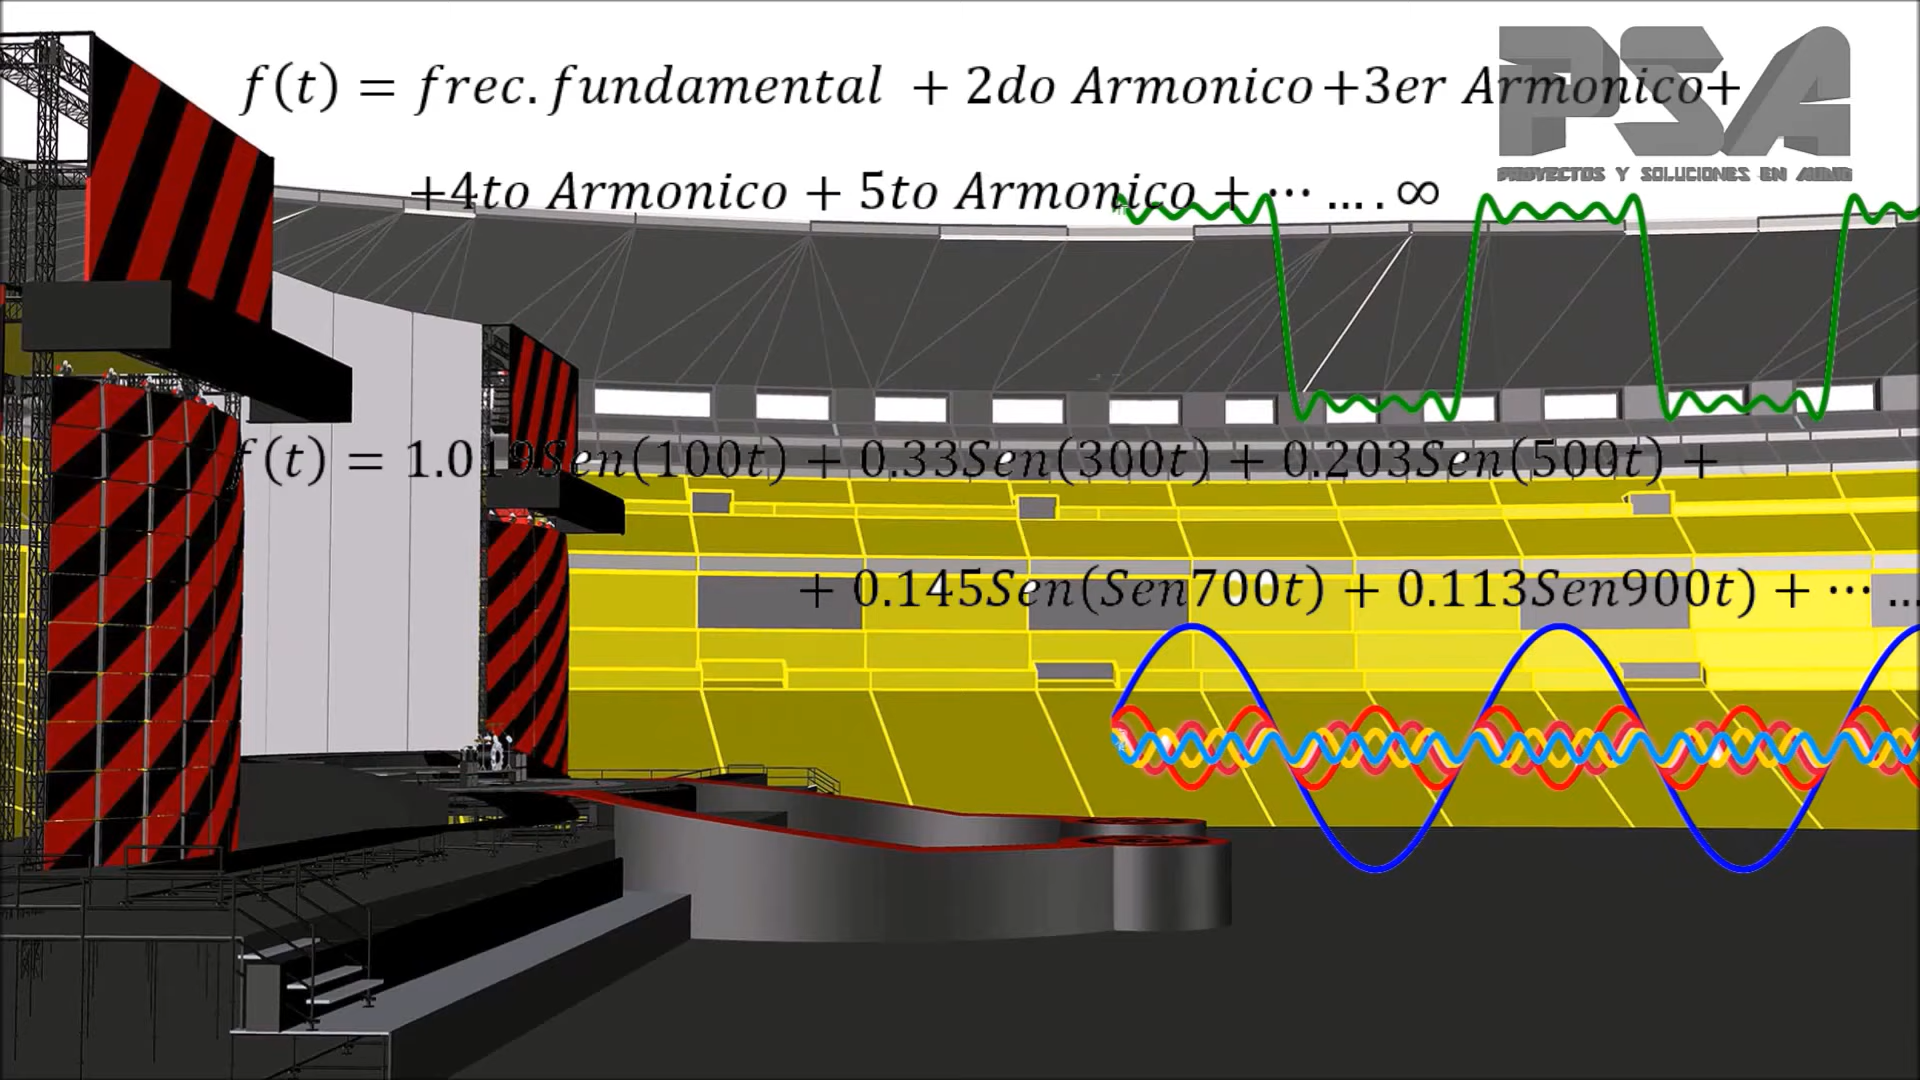 PSA
PROYECTOS Y SOLUCIONES EN AUDIO
f(t) = frec. fundamental + 2do Armonico +3er Armonico+
+4to Armonico + 5to Armonico + ⋯ ... . ∞
f(t) = 1.019Sen(100t) + 0.33Sen(300t) + 0.203Sen(500t) +
+ 0.145Sen(Sen700t) + 0.113Sen900t) + ⋯ ...